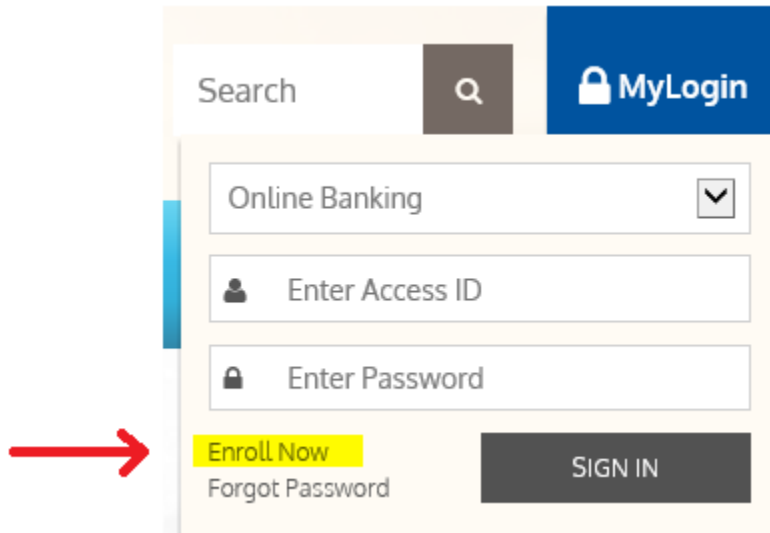 Search
MyLogin
Online Banking
Enter Access ID
Enter Password
Enroll Now
Forgot Password
SIGN IN